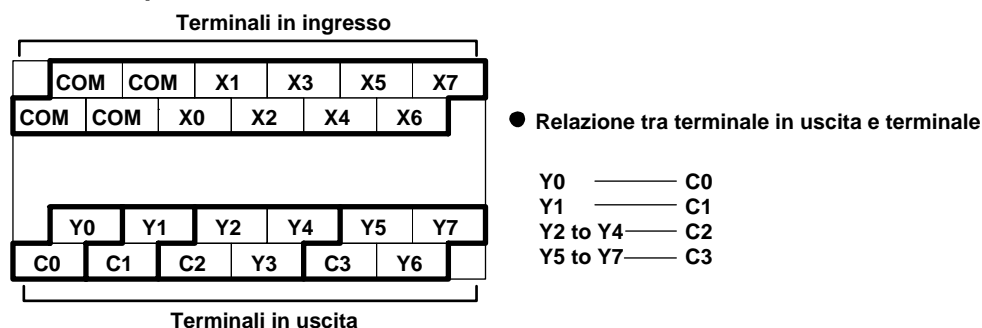 Terminali in ingresso
COM COM X1 X3 X5 X7
COM COM X0 X2 X4 X6
Y0 Y1 Y2 Y4 Y5 Y7
C0 C1 C2 Y3 C3 Y6
Terminali in uscita
● Relazione tra terminale in uscita e terminale
Y0 C0
Y1 C1
Y2 to Y4 C2
Y5 to Y7 C3